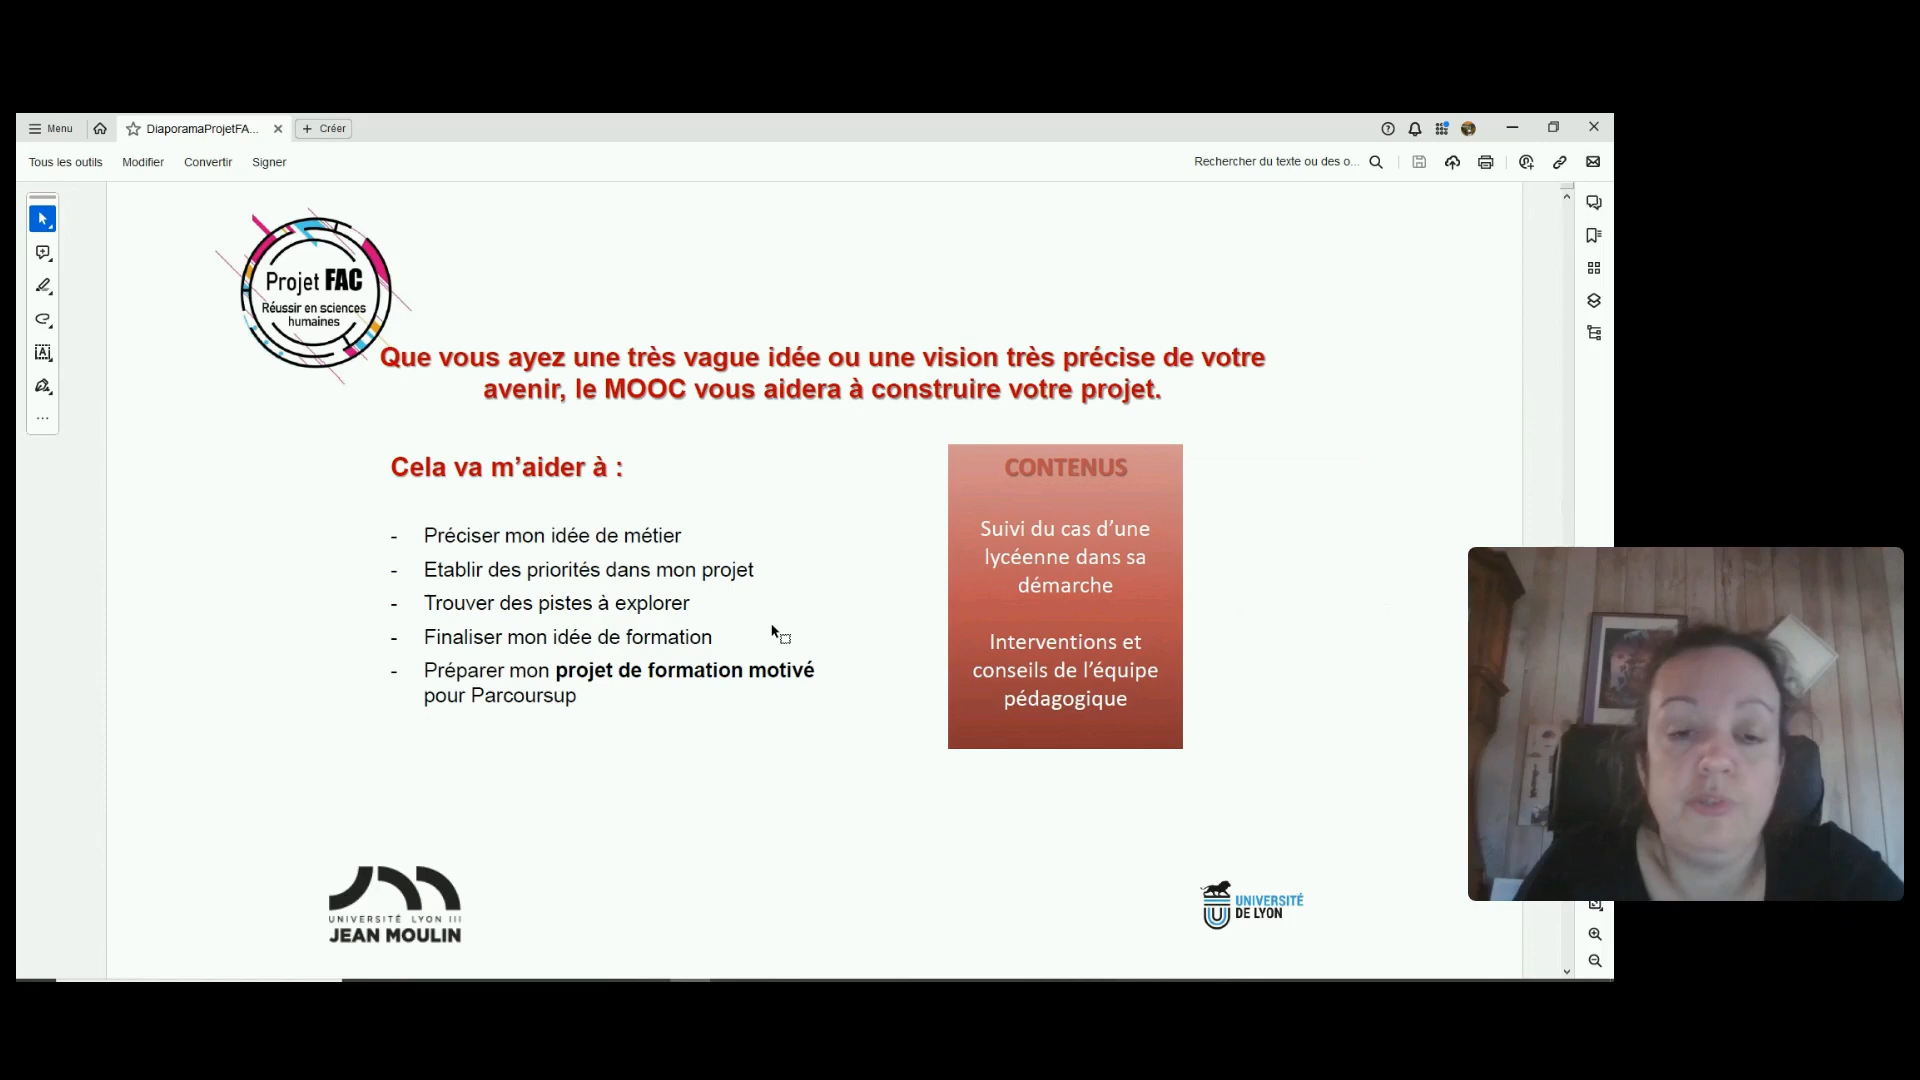 Menu
DiaporamaProjetFA...
Créer
Tous les outils
Modifier
Convertir
Signer
Rechercher du texte ou des o...
Projet FAC
Réussir en sciences
humaines
Que vous ayez une très vague idée ou une vision très précise de votre
avenir, le MOOC vous aidera à construire votre projet.
Cela va m’aider à :
- Préciser mon idée de métier
- Etablir des priorités dans mon projet
- Trouver des pistes à explorer
- Finaliser mon idée de formation
- Préparer mon projet de formation motivé
pour Parcoursup
CONTENUS
Suivi du cas d’une
lycéenne dans sa
démarche
Interventions et
conseils de l’équipe
pédagogique
UNIVERSITÉ LYON III
JEAN MOULIN
UNIVERSITÉ
DE LYON